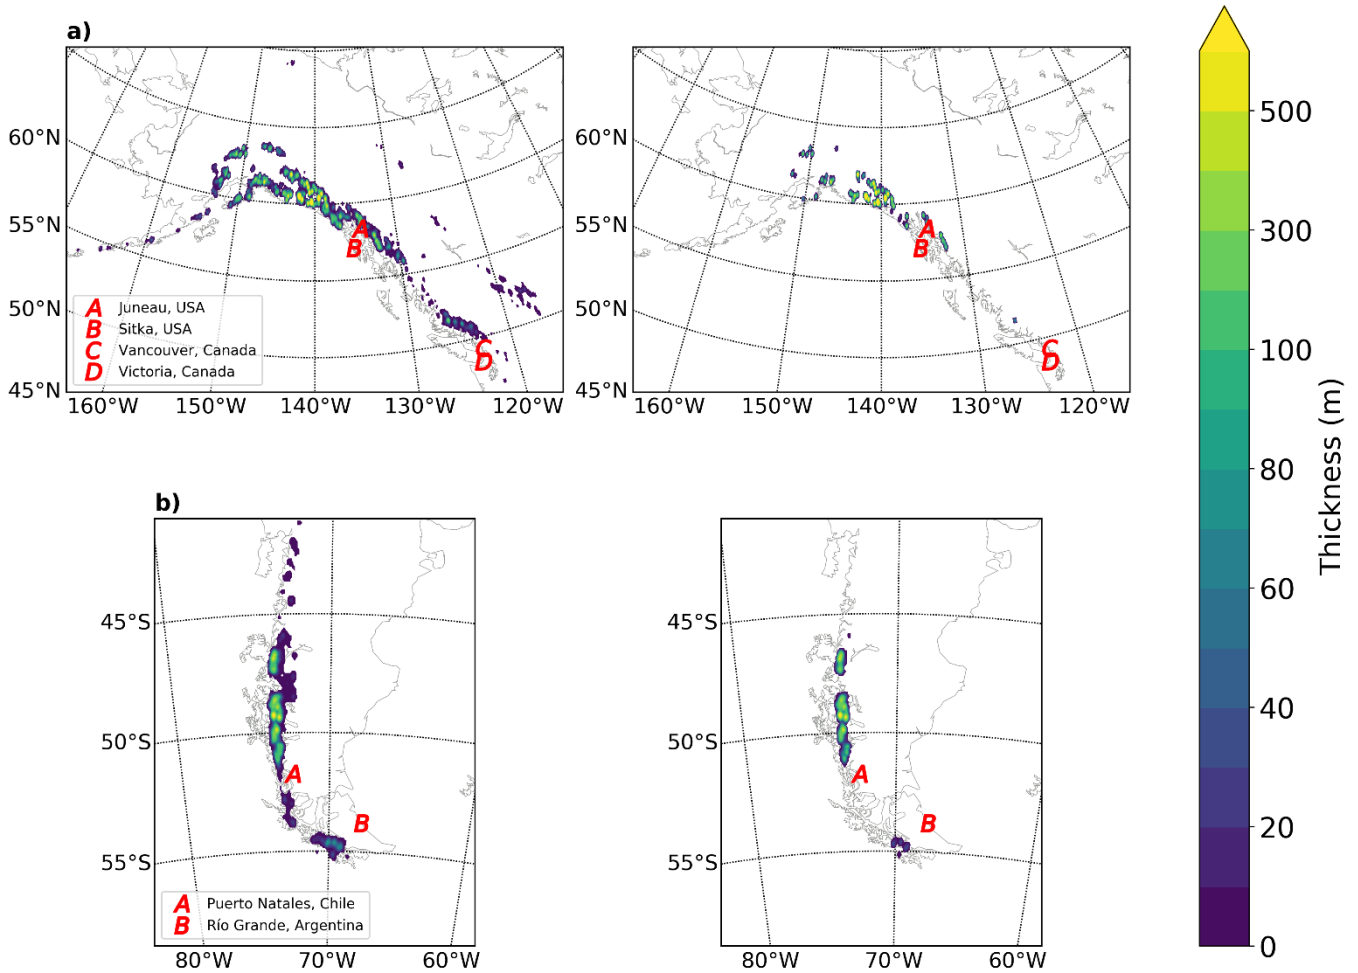 a)
60°N
55°N
50°N
45°N
160°W 150°W 140°W 130°W 120°W
A
B
C
D
A Juneau, USA
B Sitka, USA
C Vancouver, Canada
D Victoria, Canada
60°N
55°N
50°N
45°N
160°W 150°W 140°W 130°W 120°W
A
B
C
D
b)
45°S
50°S
55°S
80°W 70°W 60°W
A
B
A Puerto Natales, Chile
B Río Grande, Argentina
45°S
50°S
55°S
80°W 70°W 60°W
A
B
500
300
100
80
60
40
20
0
Thickness (m)